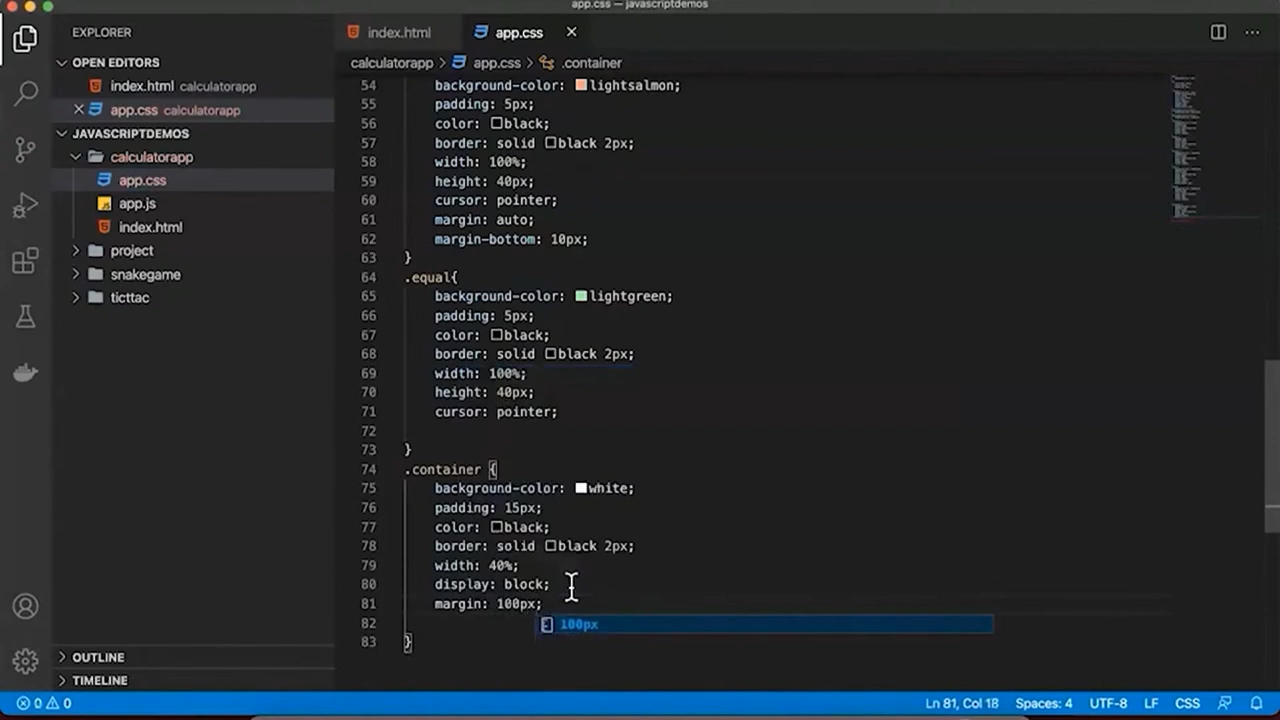 app.css — javascriptdemos
EXPLORER
OPEN EDITORS
index.html calculatorapp
app.css calculatorapp
JAVASCRIPTDEMOS
calculatorapp
app.css
app.js
index.html
project
snakegame
ticttac
OUTLINE
TIMELINE
index.html
app.css
calculatorapp > app.css > .container
54 background-color: lightsalmon;
55 padding: 5px;
56 color: black;
57 border: solid black 2px;
58 width: 100%;
59 height: 40px;
60 cursor: pointer;
61 margin: auto;
62 margin-bottom: 10px;
63 }
64 .equal{
65 background-color: lightgreen;
66 padding: 5px;
67 color: black;
68 border: solid black 2px;
69 width: 100%;
70 height: 40px;
71 cursor: pointer;
72
73 }
74 .container {
75 background-color: white;
76 padding: 15px;
77 color: black;
78 border: solid black 2px;
79 width: 40%;
80 display: block;
81 margin: 100px;
82 100px
83 }
0 0 Ln 81, Col 18 Spaces: 4 UTF-8 LF CSS